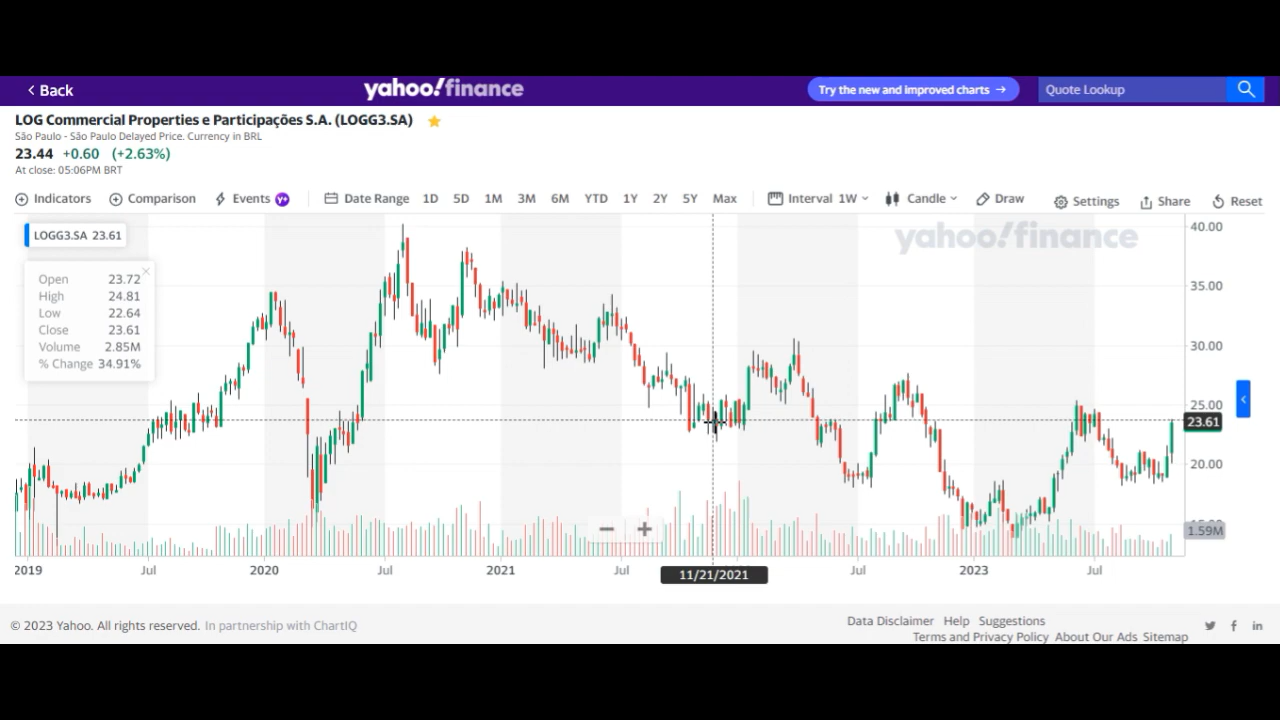 Back
yahoo!finance
Try the new and improved charts →
Quote Lookup
LOG Commercial Properties e Participações S.A. (LOGG3.SA)
São Paulo - São Paulo Delayed Price. Currency in BRL
23.44 +0.60 (+2.63%)
At close: 05:06PM BRT
Indicators Comparison Events y+ Date Range 1D 5D 1M 3M 6M YTD 1Y 2Y 5Y Max Interval 1W Candle Draw Settings Share Reset
LOGG3.SA 23.61
yahoo!finance
Open 23.72
High 24.81
Low 22.64
Close 23.61
Volume 2.85M
% Change 34.91%
40.00
35.00
30.00
25.00
23.61
20.00
1.59M
2019 Jul 2020 Jul 2021 Jul 11/21/2021 Jul 2023 Jul
© 2023 Yahoo. All rights reserved. In partnership with ChartIQ
Data Disclaimer Help Suggestions
Terms and Privacy Policy About Our Ads Sitemap